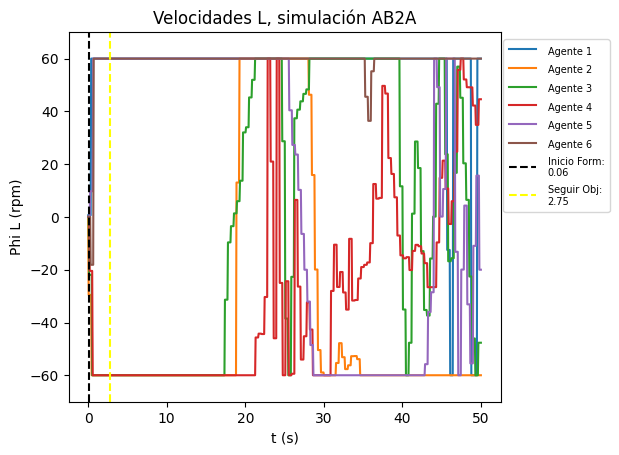 Velocidades L, simulación AB2A
Phi L (rpm)
60
40
20
0
−20
−40
−60
0
10
20
30
40
50
t (s)
Agente 1
Agente 2
Agente 3
Agente 4
Agente 5
Agente 6
Inicio Form:
0.06
Seguir Obj:
2.75